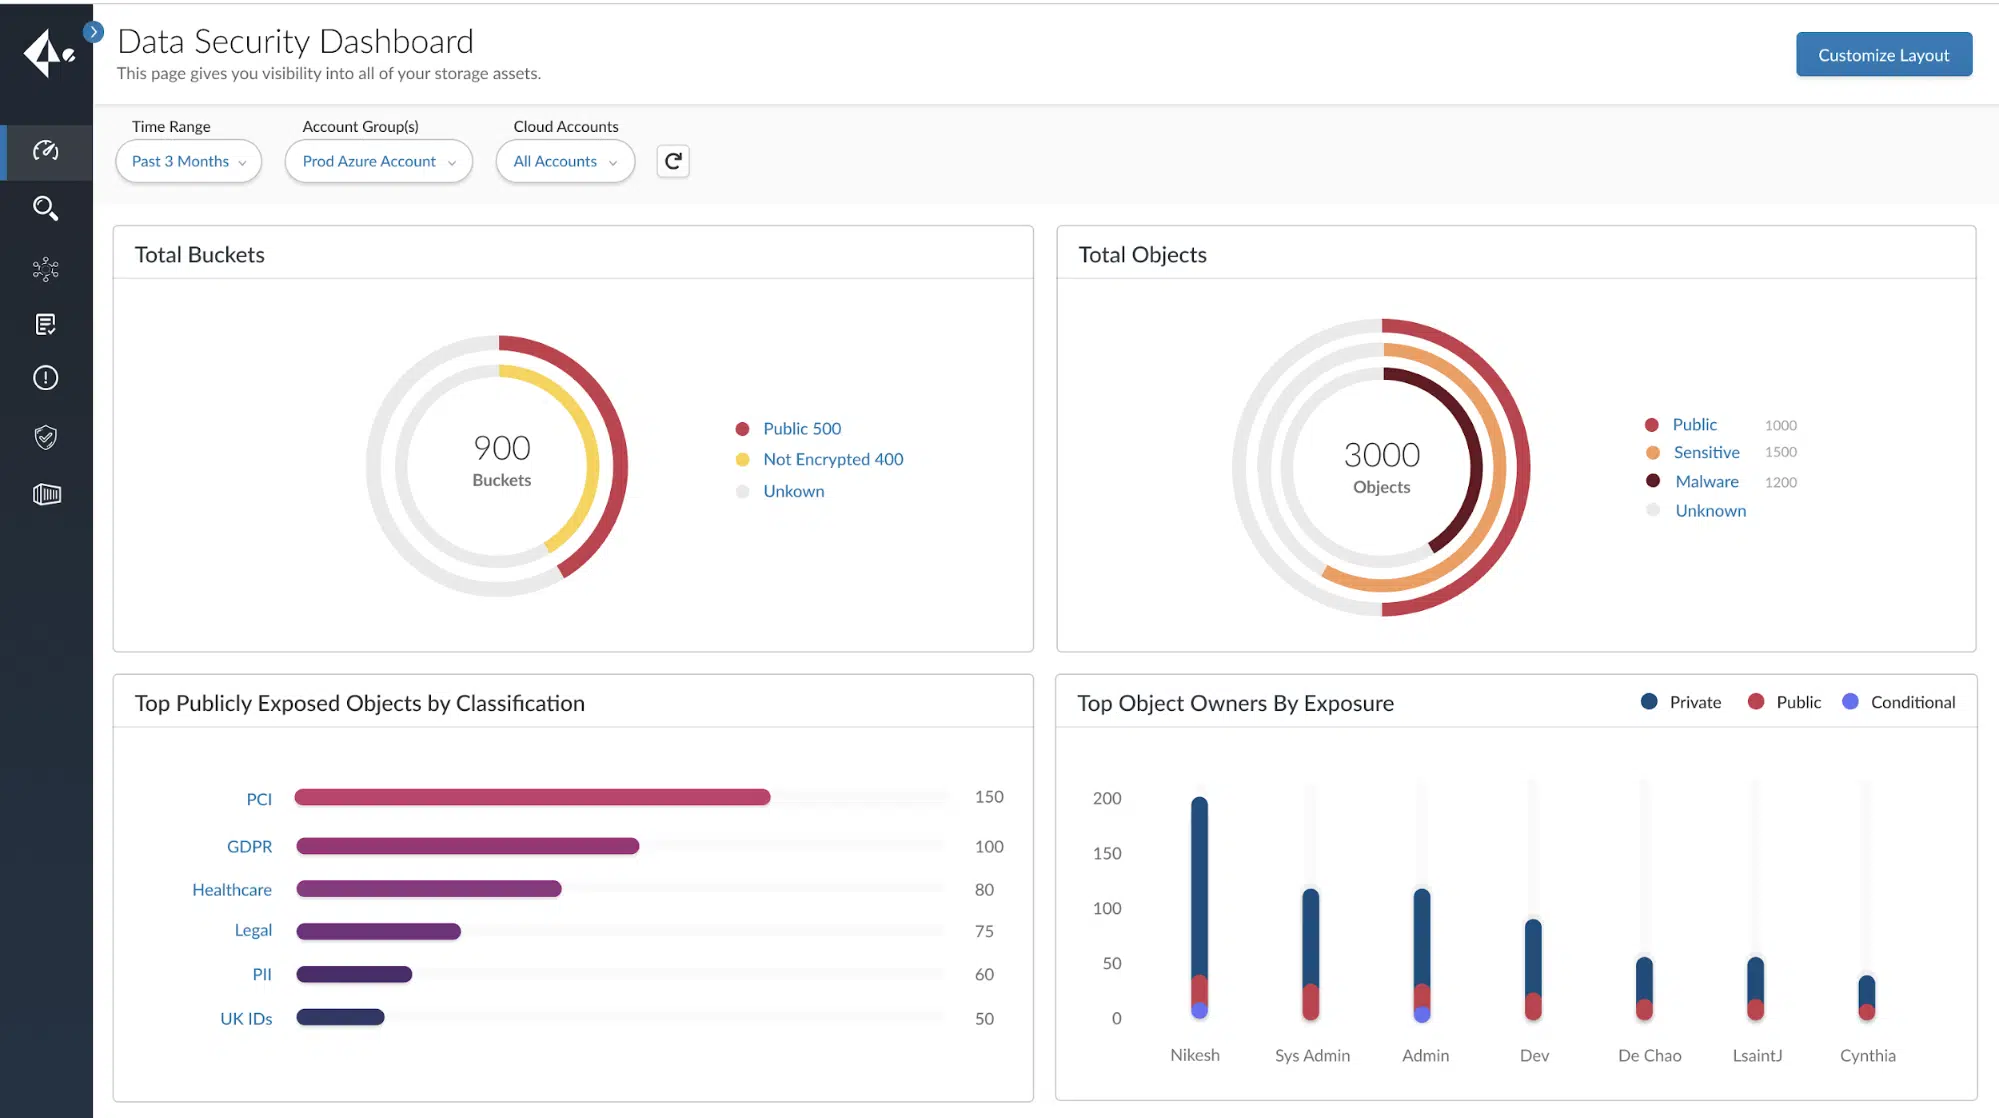 Data Security Dashboard
This page gives you visibility into all of your storage assets.
Customize Layout
Time Range
Account Group(s)
Cloud Accounts
Past 3 Months
Prod Azure Account
All Accounts
Total Buckets
900
Buckets
Public 500
Not Encrypted 400
Unkown
Total Objects
3000
Objects
Public 1000
Sensitive 1500
Malware 1200
Unknown
Top Publicly Exposed Objects by Classification
PCI 150
GDPR 100
Healthcare 80
Legal 75
PII 60
UK IDs 50
Top Object Owners By Exposure
Private Public Conditional
200
150
100
50
0
Nikesh Sys Admin Admin Dev De Chao LsaintJ Cynthia